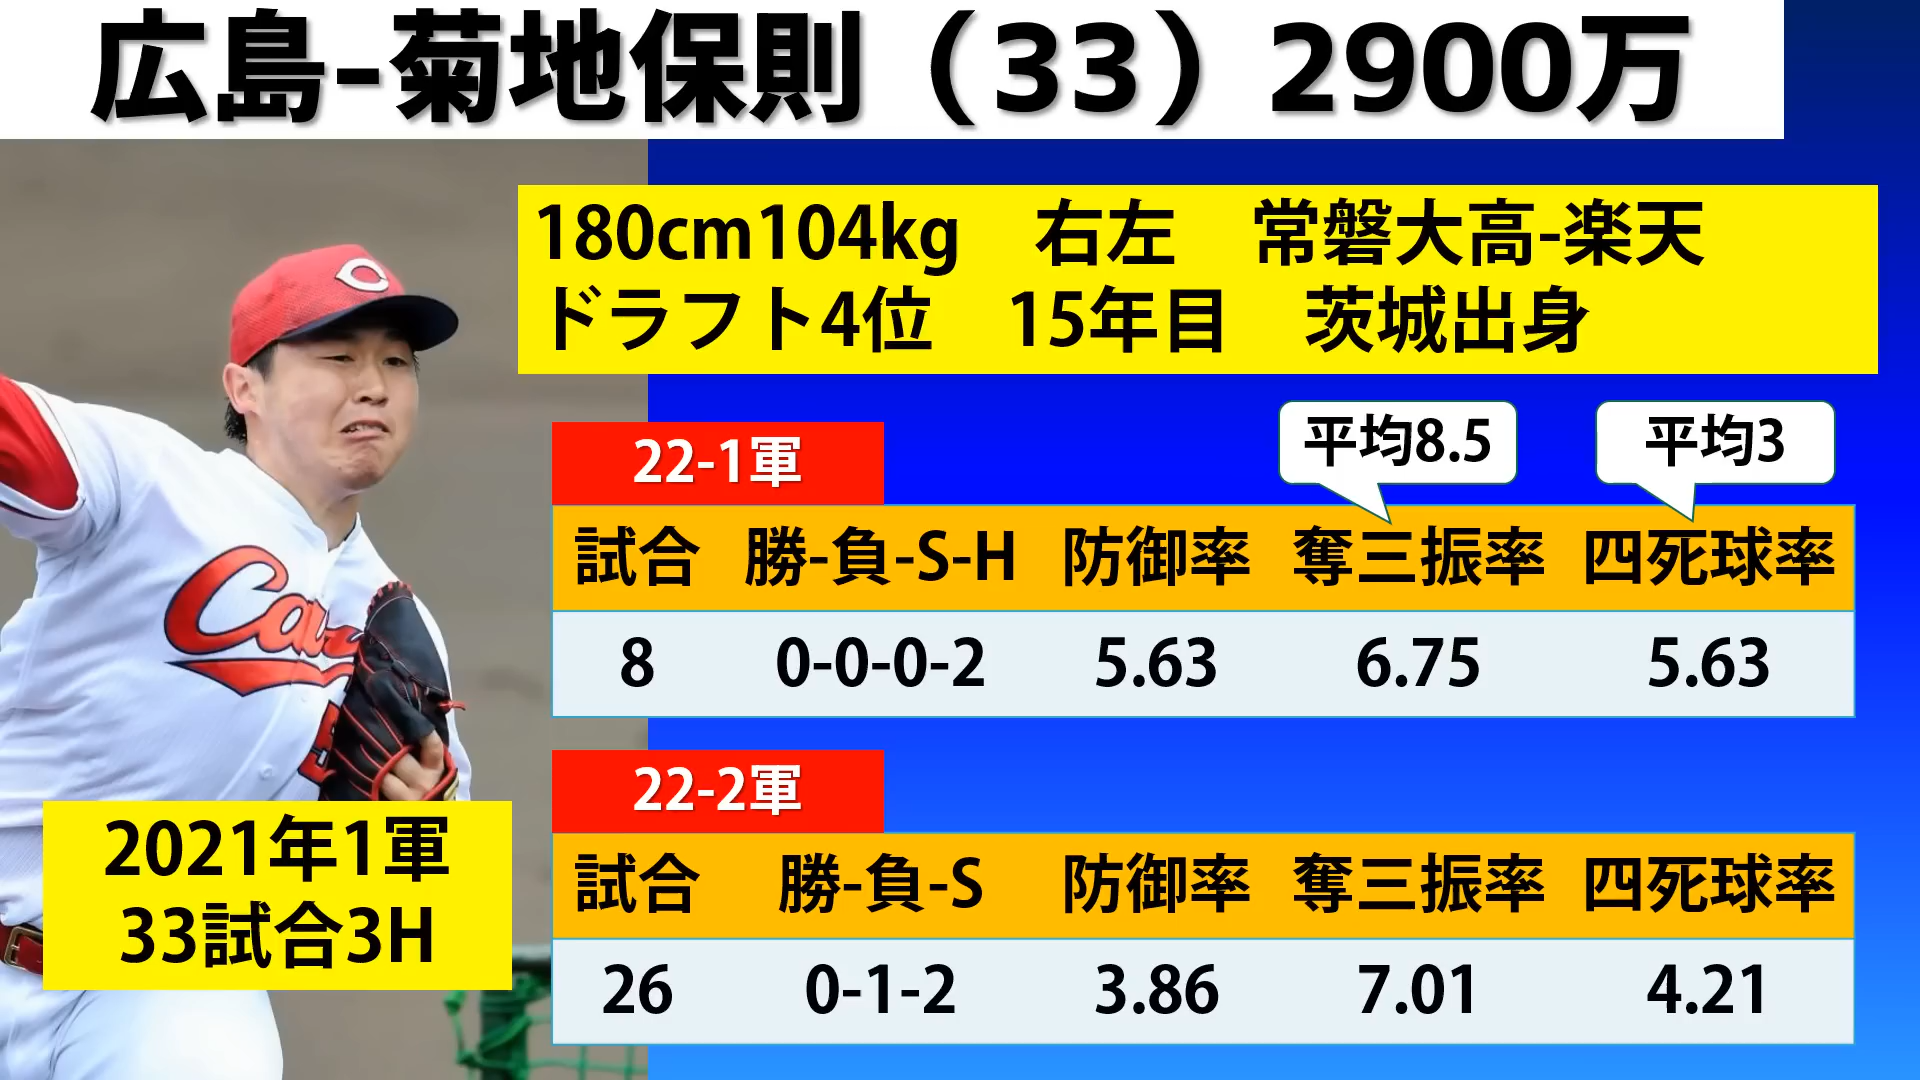 広島-菊地保則（33）2900万
180cm104kg　右左　常磐大高-楽天
ドラフト4位　15年目　茨城出身
平均8.5　平均3
22-1軍
試合　勝-負-S-H　防御率　奪三振率　四死球率
8　0-0-0-2　5.63　6.75　5.63
22-2軍
試合　勝-負-S　防御率　奪三振率　四死球率
26　0-1-2　3.86　7.01　4.21
2021年1軍
33試合3H